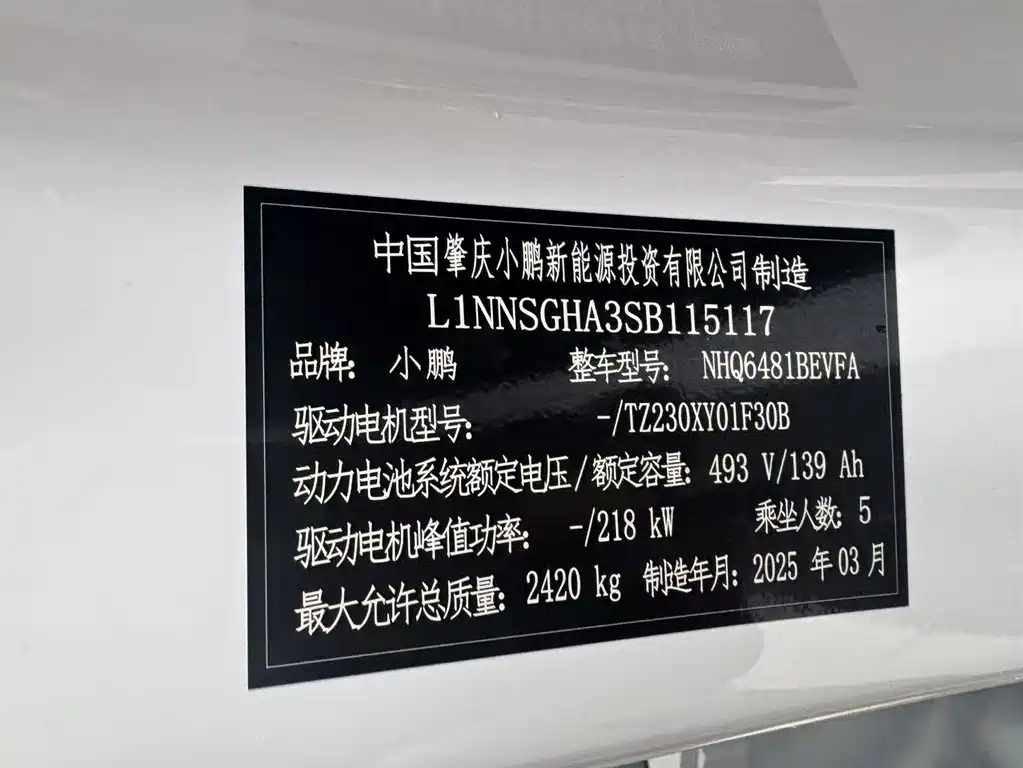 中国肇庆小鹏新能源投资有限公司制造
L1NNSGHA3SB115117
品牌: 小鹏 整车型号: NHQ6481BEVFA
驱动电机型号: -/TZ230XY01F30B
动力电池系统额定电压/额定容量: 493 V/139 Ah
驱动电机峰值功率: -/218 kW 乘坐人数: 5
最大允许总质量: 2420 kg 制造年月: 2025 年 03 月